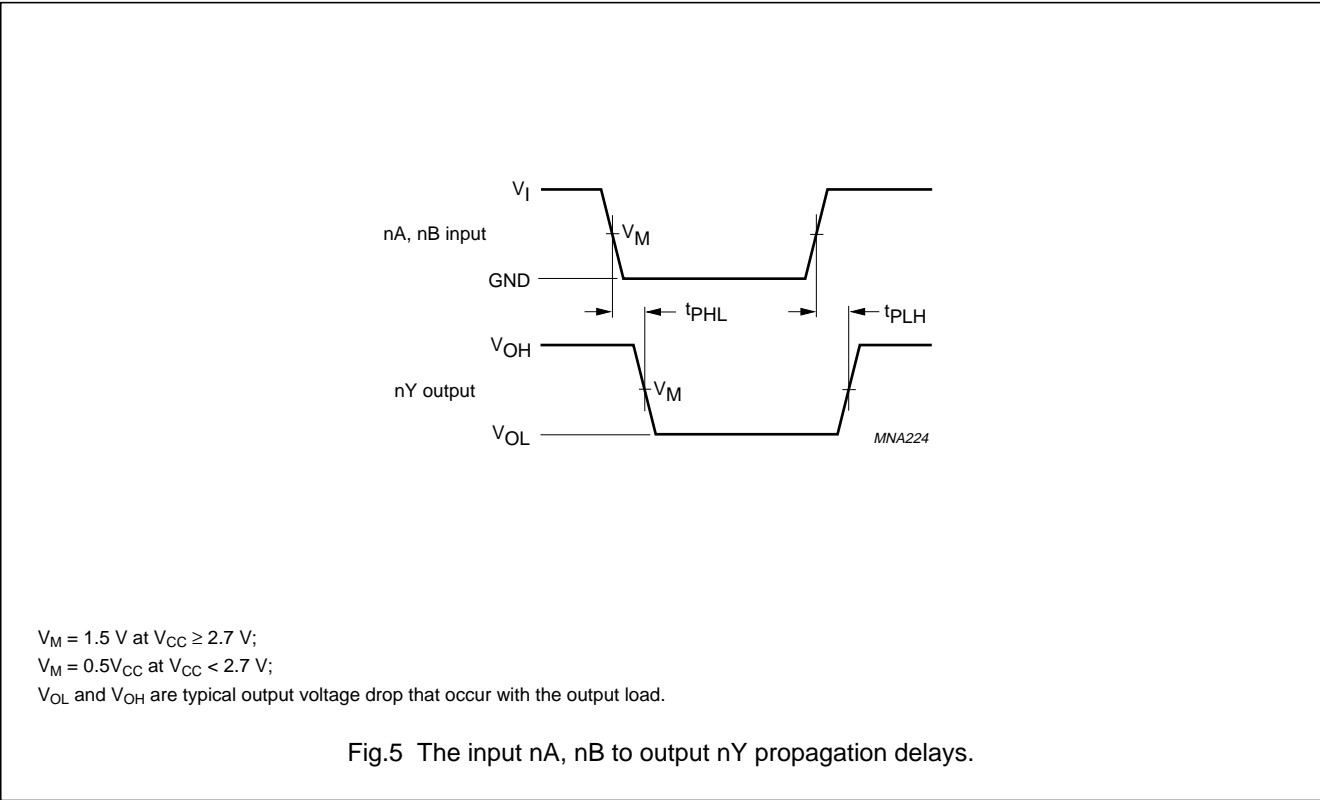 VI
nA, nB input
VM
GND
tPHL
tPLH
VOH
nY output
VM
VOL
MNA224
VM = 1.5 V at VCC ≥ 2.7 V;
VM = 0.5VCC at VCC < 2.7 V;
VOL and VOH are typical output voltage drop that occur with the output load.
Fig.5 The input nA, nB to output nY propagation delays.